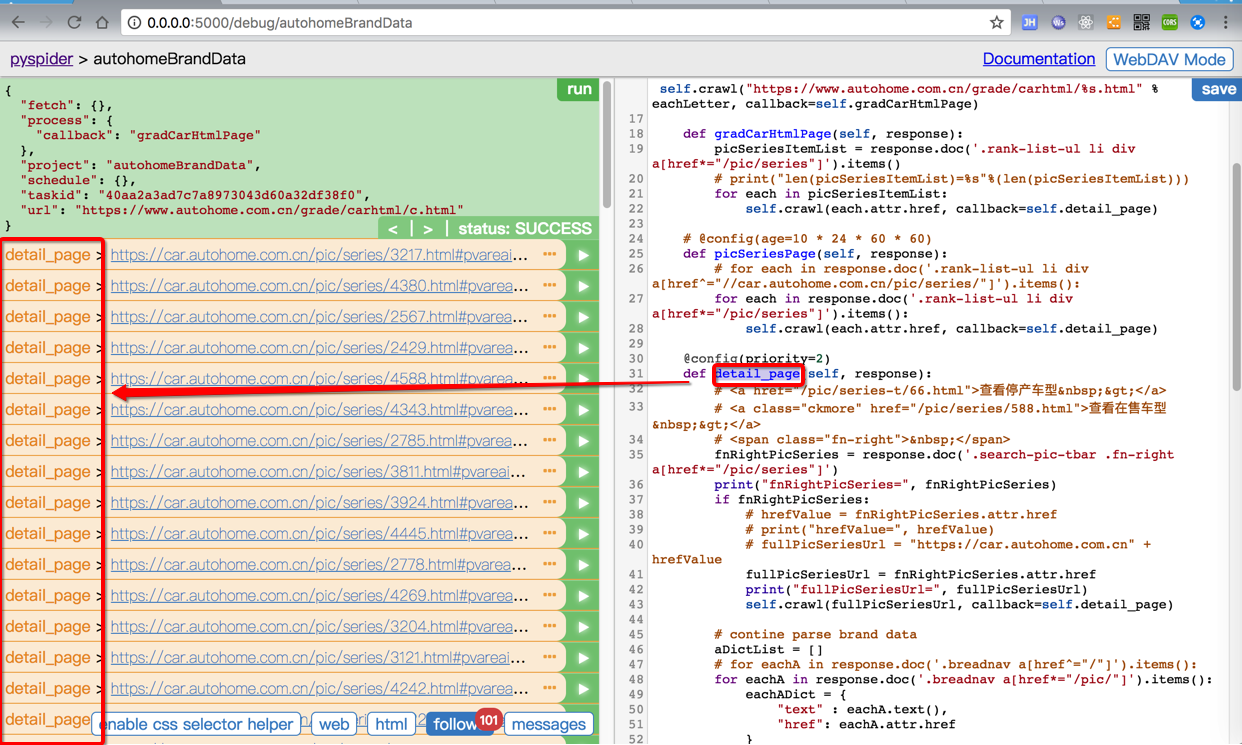 0.0.0.0:5000/debug/autohomeBrandData
JH
Ws
CORS
pyspider > autohomeBrandData
Documentation
WebDAV Mode
run
{
  "fetch": {},
  "process": {
    "callback": "gradCarHtmlPage"
  },
  "project": "autohomeBrandData",
  "schedule": {},
  "taskid": "40aa2a3ad7c7a8973043d60a32df38f0",
  "url": "https://www.autohome.com.cn/grade/carhtml/c.html"
}
< | > | status: SUCCESS
detail_page > https://car.autohome.com.cn/pic/series/3217.html#pvareai... ···
detail_page > https://car.autohome.com.cn/pic/series/4380.html#pvarea... ···
detail_page > https://car.autohome.com.cn/pic/series/2567.html#pvarea... ···
detail_page > https://car.autohome.com.cn/pic/series/2429.html#pvarea... ···
detail_page > https://car.autohome.com.cn/pic/series/4588.html#pvarea... ···
detail_page > https://car.autohome.com.cn/pic/series/4343.html#pvarea... ···
detail_page > https://car.autohome.com.cn/pic/series/2785.html#pvarea... ···
detail_page > https://car.autohome.com.cn/pic/series/3811.html#pvareai... ···
detail_page > https://car.autohome.com.cn/pic/series/3924.html#pvarea... ···
detail_page > https://car.autohome.com.cn/pic/series/4445.html#pvarea... ···
detail_page > https://car.autohome.com.cn/pic/series/2778.html#pvarea... ···
detail_page > https://car.autohome.com.cn/pic/series/4269.html#pvarea... ···
detail_page > https://car.autohome.com.cn/pic/series/3204.html#pvarea... ···
detail_page > https://car.autohome.com.cn/pic/series/3121.html#pvareai... ···
detail_page > https://car.autohome.com.cn/pic/series/4242.html#pvarea... ···
detail_page
enable css selector helper
web
html
follow 101
messages
save
self.crawl("https://www.autohome.com.cn/grade/carhtml/%s.html" %
eachLetter, callback=self.gradCarHtmlPage)
17
18     def gradCarHtmlPage(self, response):
19         picSeriesItemList = response.doc('.rank-list-ul li div
a[href*="/pic/series"]').items()
20         # print("len(picSeriesItemList)=%s"%(len(picSeriesItemList)))
21         for each in picSeriesItemList:
22             self.crawl(each.attr.href, callback=self.detail_page)
23
24     # @config(age=10 * 24 * 60 * 60)
25     def picSeriesPage(self, response):
26         # for each in response.doc('.rank-list-ul li div
a[href^="//car.autohome.com.cn/pic/series/"]').items():
27         for each in response.doc('.rank-list-ul li div
a[href*="/pic/series"]').items():
28             self.crawl(each.attr.href, callback=self.detail_page)
29
30     @config(priority=2)
31     def detail_page(self, response):
32         # <a href="/pic/series-t/66.html">查看停产车型&nbsp;&gt;</a>
33         # <a class="ckmore" href="/pic/series/588.html">查看在售车型
&nbsp;&gt;</a>
34         # <span class="fn-right">&nbsp;</span>
35         fnRightPicSeries = response.doc('.search-pic-tbar .fn-right
a[href*="/pic/series"]')
36         print("fnRightPicSeries=", fnRightPicSeries)
37         if fnRightPicSeries:
38             # hrefValue = fnRightPicSeries.attr.href
39             # print("hrefValue=", hrefValue)
40             # fullPicSeriesUrl = "https://car.autohome.com.cn" +
hrefValue
41             fullPicSeriesUrl = fnRightPicSeries.attr.href
42             print("fullPicSeriesUrl=", fullPicSeriesUrl)
43             self.crawl(fullPicSeriesUrl, callback=self.detail_page)
44
45         # contine parse brand data
46         aDictList = []
47         # for eachA in response.doc('.breadnav a[href^="/"]').items():
48         for eachA in response.doc('.breadnav a[href*="/pic/"]').items():
49             eachADict = {
50                 "text" : eachA.text(),
51                 "href": eachA.attr.href
52             }